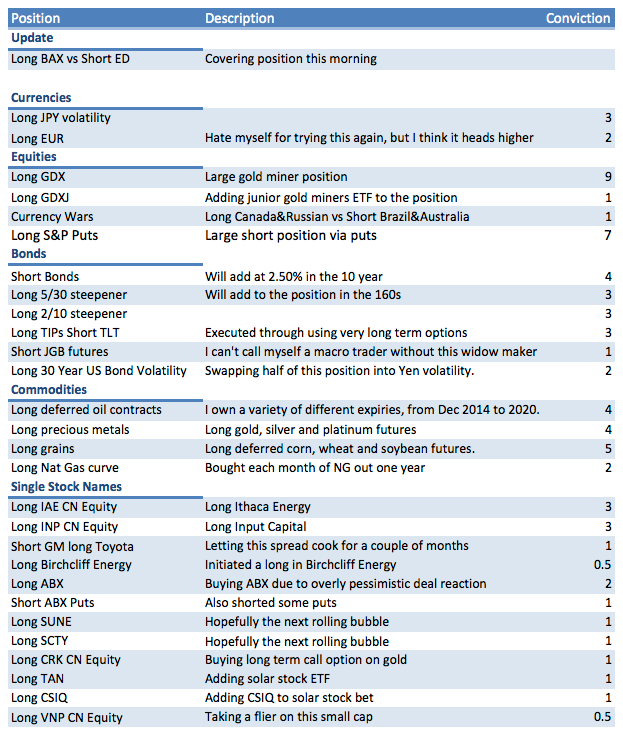 Position Description Conviction
Update
Long BAX vs Short ED Covering position this morning
Currencies
Long JPY volatility 3
Long EUR Hate myself for trying this again, but I think it heads higher 2
Equities
Long GDX Large gold miner position 9
Long GDXJ Adding junior gold miners ETF to the position 1
Currency Wars Long Canada&Russian vs Short Brazil&Australia 1
Long S&P Puts Large short position via puts 7
Bonds
Short Bonds Will add at 2.50% in the 10 year 4
Long 5/30 steepener Will add to the position in the 160s 3
Long 2/10 steepener 3
Long TIPs Short TLT Executed through using very long term options 3
Short JGB futures I can't call myself a macro trader without this widow maker 1
Long 30 Year US Bond Volatility Swapping half of this position into Yen volatility. 2
Commodities
Long deferred oil contracts I own a variety of different expiries, from Dec 2014 to 2020. 4
Long precious metals Long gold, silver and platinum futures 4
Long grains Long deferred corn, wheat and soybean futures. 5
Long Nat Gas curve Bought each month of NG out one year 2
Single Stock Names
Long IAE CN Equity Long Ithaca Energy 3
Long INP CN Equity Long Input Capital 3
Short GM long Toyota Letting this spread cook for a couple of months 1
Long Birchcliff Energy Initiated a long in Birchcliff Energy 0.5
Long ABX Buying ABX due to overly pessimistic deal reaction 2
Short ABX Puts Also shorted some puts 1
Long SUNE Hopefully the next rolling bubble 1
Long SCTY Hopefully the next rolling bubble 1
Long CRK CN Equity Buying long term call option on gold 1
Long TAN Adding solar stock ETF 1
Long CSIQ Adding CSIQ to solar stock bet 1
Long VNP CN Equity Taking a flier on this small cap 0.5